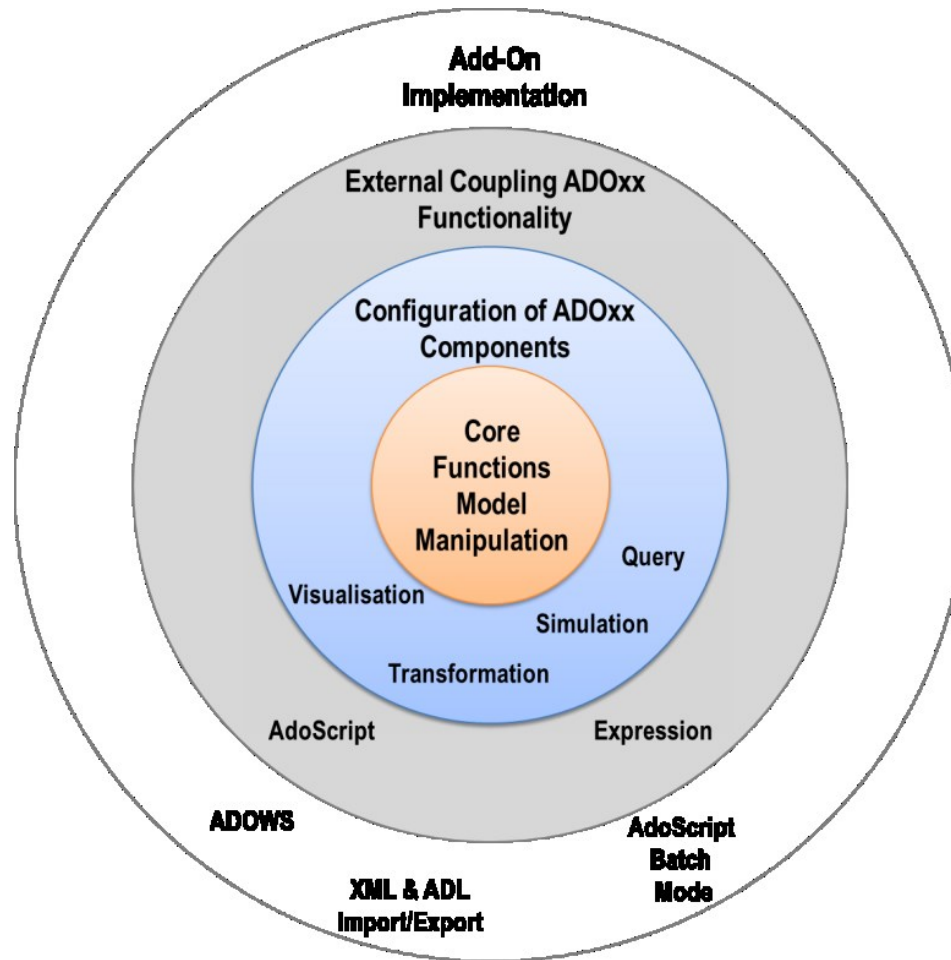 Add-On
Implementation
External Coupling ADOxx
Functionality
Configuration of ADOxx
Components
Core
Functions
Model
Manipulation
Query
Visualisation
Simulation
Transformation
AdoScript
Expression
ADOWS
AdoScript
Batch
Mode
XML & ADL
Import/Export